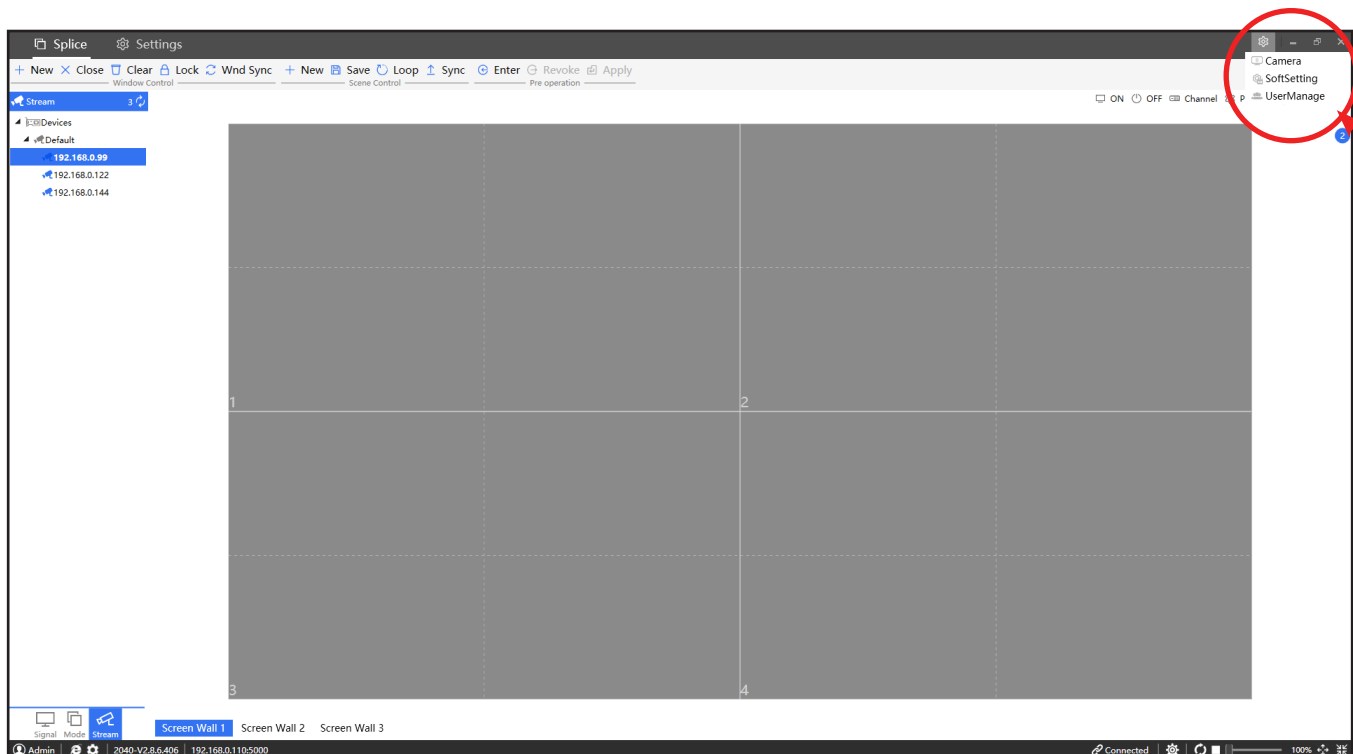 Splice Settings
+ New Close Clear Lock Wnd Sync + New Save Loop Sync Enter Revoke Apply
Window Control Scene Control Pre operation
Camera
SoftSetting
UserManage
Stream 3
ON OFF Channel P
2
Devices
Default
192.168.0.99
192.168.0.122
192.168.0.144
1 2
3 4
Signal Mode Stream
Screen Wall 1 Screen Wall 2 Screen Wall 3
Admin 2040-V2.8.6.406 192.168.0.110:5000 Connected 100%